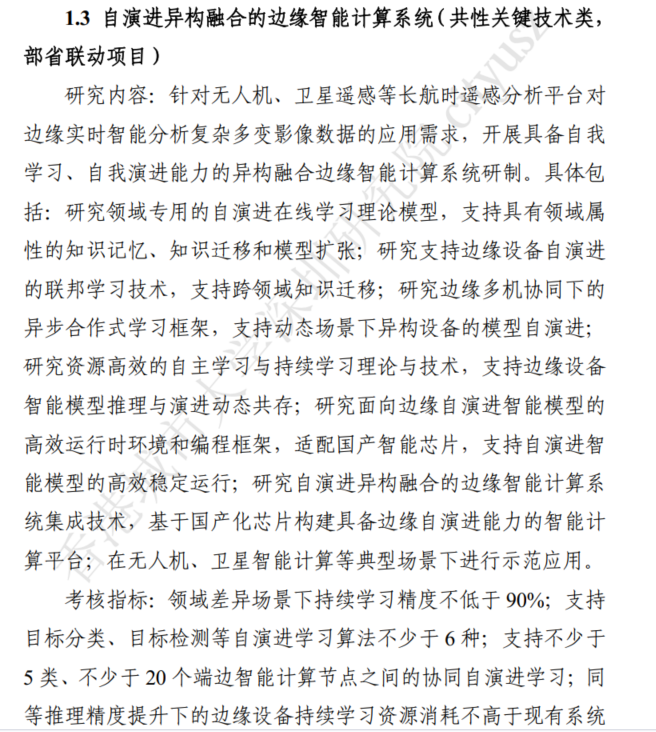 1.3 自演进异构融合的边缘智能计算系统(共性关键技术类,
部省联动项目)
研究内容:针对无人机、卫星遥感等长航时遥感分析平台对
边缘实时智能分析复杂多变影像数据的应用需求,开展具备自我
学习、自我演进能力的异构融合边缘智能计算系统研制。具体包
括:研究领域专用的自演进在线学习理论模型,支持具有领域属
性的知识记忆、知识迁移和模型扩张;研究支持边缘设备自演进
的联邦学习技术,支持跨领域知识迁移;研究边缘多机协同下的
异步合作式学习框架,支持动态场景下异构设备的模型自演进;
研究资源高效的自主学习与持续学习理论与技术,支持边缘设备
智能模型推理与演进动态共存;研究面向边缘自演进智能模型的
高效运行时环境和编程框架,适配国产智能芯片,支持自演进智
能模型的高效稳定运行;研究自演进异构融合的边缘智能计算系
统集成技术,基于国产化芯片构建具备边缘自演进能力的智能计
算平台;在无人机、卫星智能计算等典型场景下进行示范应用。
考核指标:领域差异场景下持续学习精度不低于 90%;支持
目标分类、目标检测等自演进学习算法不少于 6 种;支持不少于
5 类、不少于 20 个端边智能计算节点之间的协同自演进学习;同
等推理精度提升下的边缘设备持续学习资源消耗不高于现有系统
香港城市大学深圳研究院 cityusz